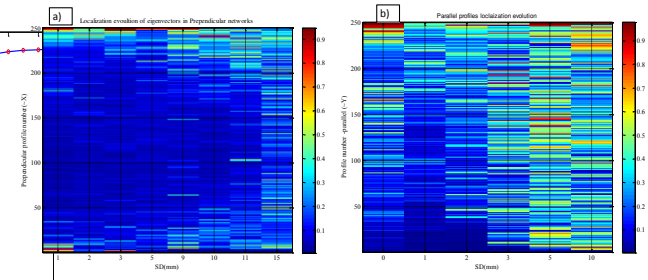 a)
Localization evoultion of eigenvectors in Perpendicular networks
Prependicular profile number(--X)
250
200
150
100
50
1 2 3 5 9 10 11 15
SD(mm)
0.9
0.8
0.7
0.6
0.5
0.4
0.3
0.2
0.1
b)
Parallel profiles loclaization evolution
Profile number -parallel (--Y)
250
200
150
100
50
0 1 2 3 5 10
SD(mm)
0.9
0.8
0.7
0.6
0.5
0.4
0.3
0.2
0.1